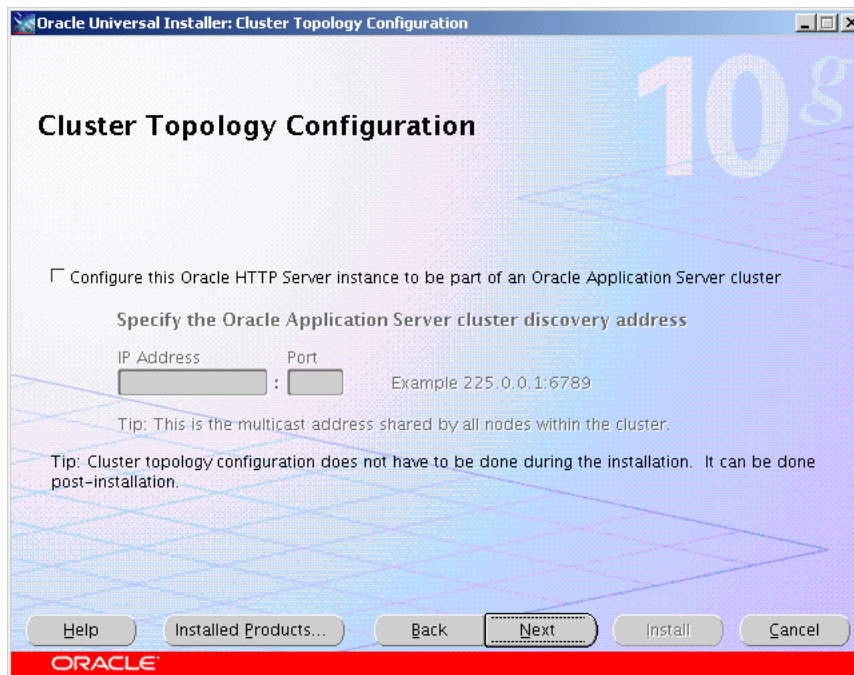 Oracle Universal Installer: Cluster Topology Configuration
10g
Cluster Topology Configuration
Configure this Oracle HTTP Server instance to be part of an Oracle Application Server cluster
Specify the Oracle Application Server cluster discovery address
IP Address Port
: Example 225.0.0.1:6789
Tip: This is the multicast address shared by all nodes within the cluster.
Tip: Cluster topology configuration does not have to be done during the installation. It can be done
post-installation.
Help Installed Products... Back Next Install Cancel
ORACLE